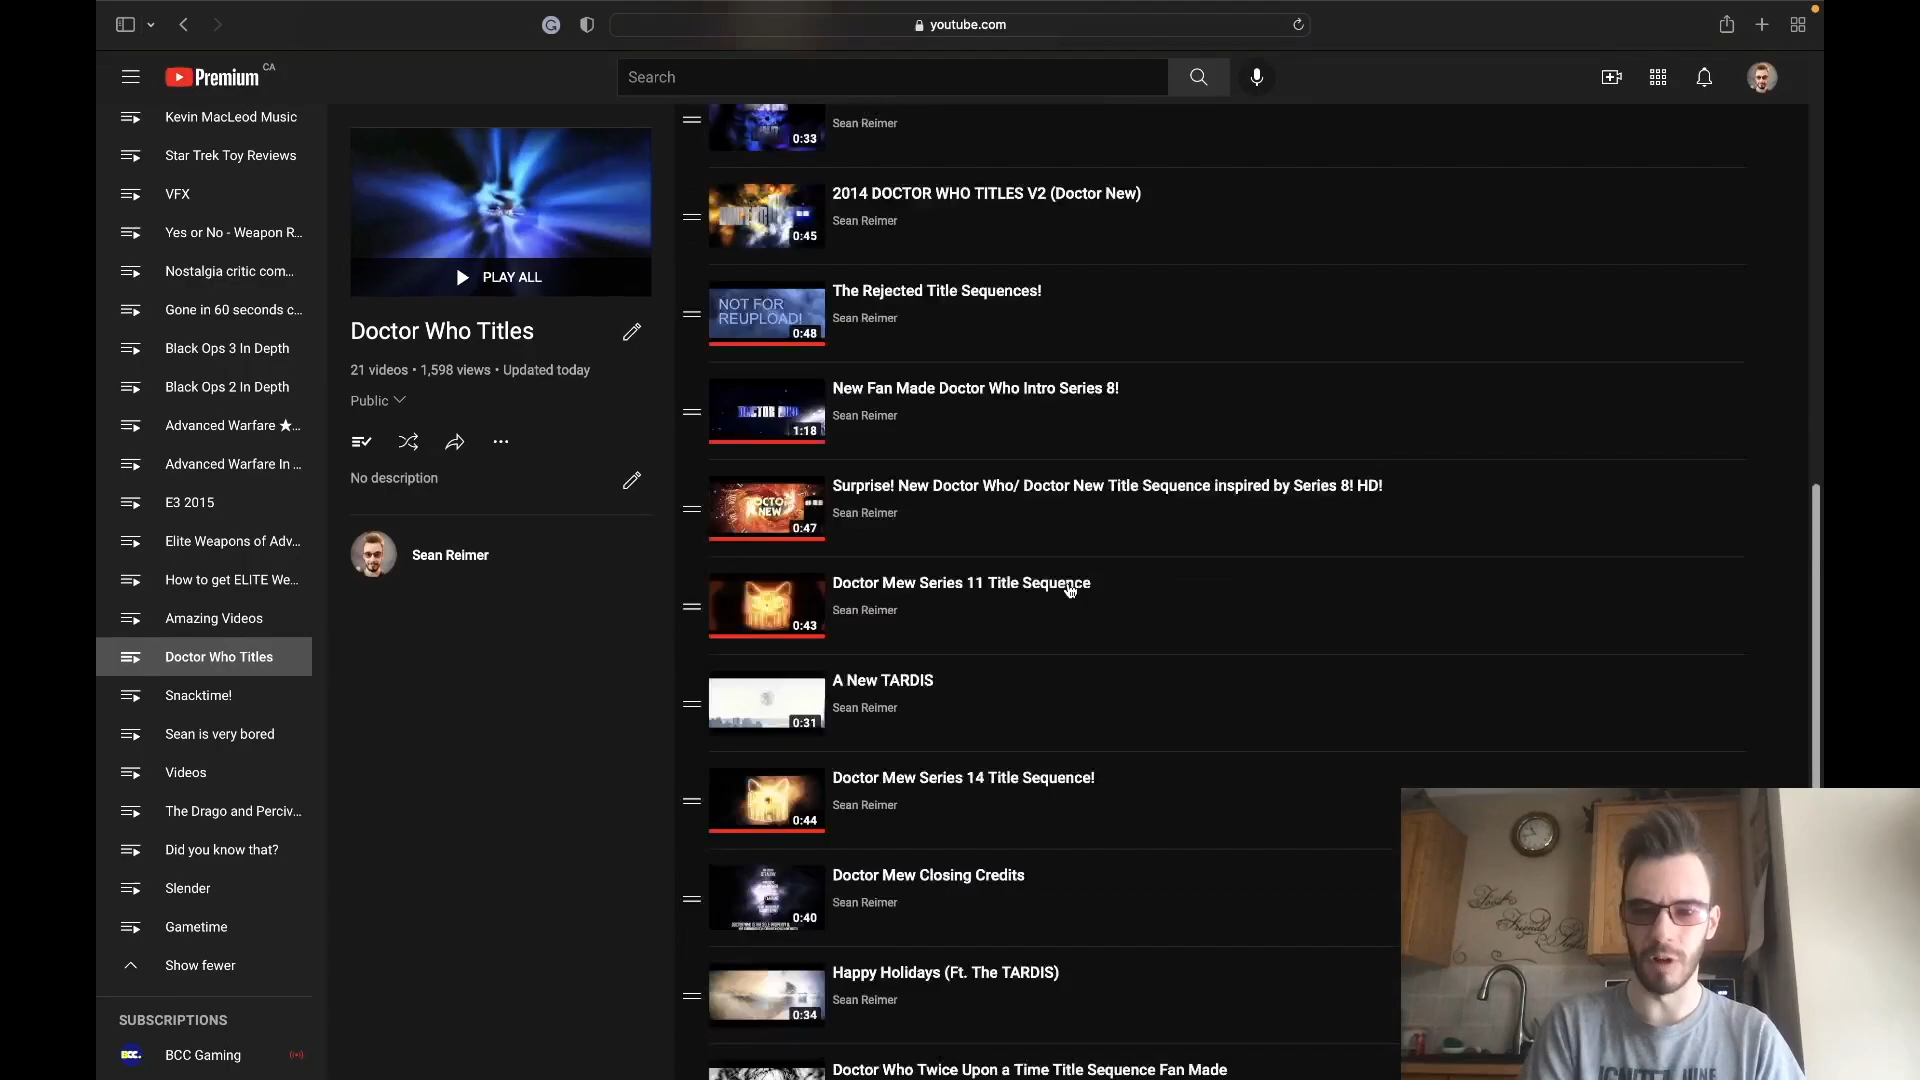 youtube.com
Premium CA
Search
Kevin MacLeod Music
Star Trek Toy Reviews
VFX
Yes or No - Weapon R...
Nostalgia critic com...
Gone in 60 seconds c...
Black Ops 3 In Depth
Black Ops 2 In Depth
Advanced Warfare ★...
Advanced Warfare In ...
E3 2015
Elite Weapons of Adv...
How to get ELITE We...
Amazing Videos
Doctor Who Titles
Snacktime!
Sean is very bored
Videos
The Drago and Perciv...
Did you know that?
Slender
Gametime
Show fewer
SUBSCRIPTIONS
BCC.
BCC Gaming
PLAY ALL
Doctor Who Titles
21 videos • 1,598 views • Updated today
Public
No description
Sean Reimer
0:33
Sean Reimer
0:45
2014 DOCTOR WHO TITLES V2 (Doctor New)
Sean Reimer
NOT FOR
REUPLOAD!
0:48
The Rejected Title Sequences!
Sean Reimer
DOCTOR WHO
1:18
New Fan Made Doctor Who Intro Series 8!
Sean Reimer
DOCTOR
NEW
0:47
Surprise! New Doctor Who/ Doctor New Title Sequence inspired by Series 8! HD!
Sean Reimer
0:43
Doctor Mew Series 11 Title Sequence
Sean Reimer
0:31
A New TARDIS
Sean Reimer
0:44
Doctor Mew Series 14 Title Sequence!
Sean Reimer
0:40
Doctor Mew Closing Credits
Sean Reimer
0:34
Happy Holidays (Ft. The TARDIS)
Sean Reimer
Doctor Who Twice Upon a Time Title Sequence Fan Made